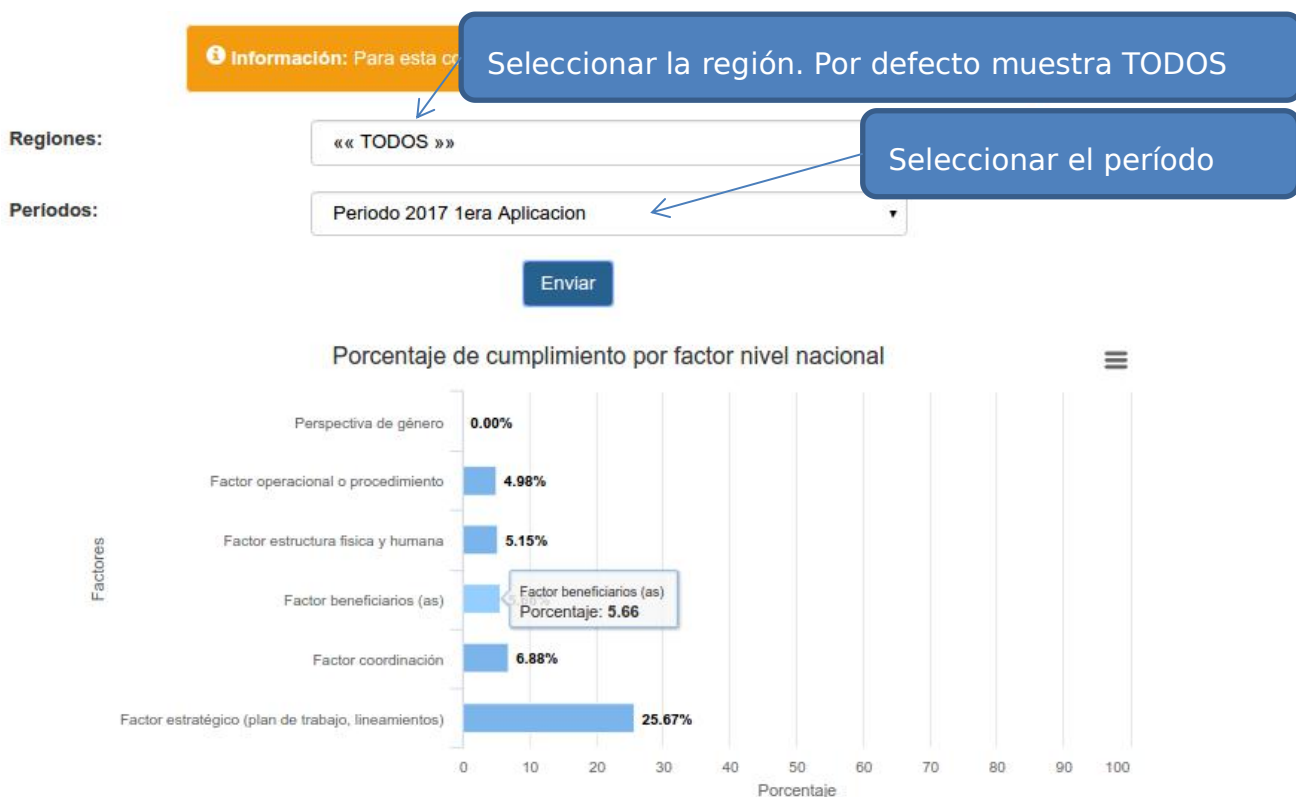 Información: Para esta
Seleccionar la región. Por defecto muestra TODOS
Regiones:
«« TODOS »»
Seleccionar el período
Períodos:
Periodo 2017 1era Aplicacion
Enviar
Porcentaje de cumplimiento por factor nivel nacional
Perspectiva de género
0.00%
Factor operacional o procedimiento
4.98%
Factor estructura fisica y humana
5.15%
Factores
Factor beneficiarios (as)
Factor beneficiarios (as)
Porcentaje: 5.66
Factor coordinación
6.88%
Factor estratégico (plan de trabajo, lineamientos)
25.67%
0 10 20 30 40 50 60 70 80 90 100
Porcentaje